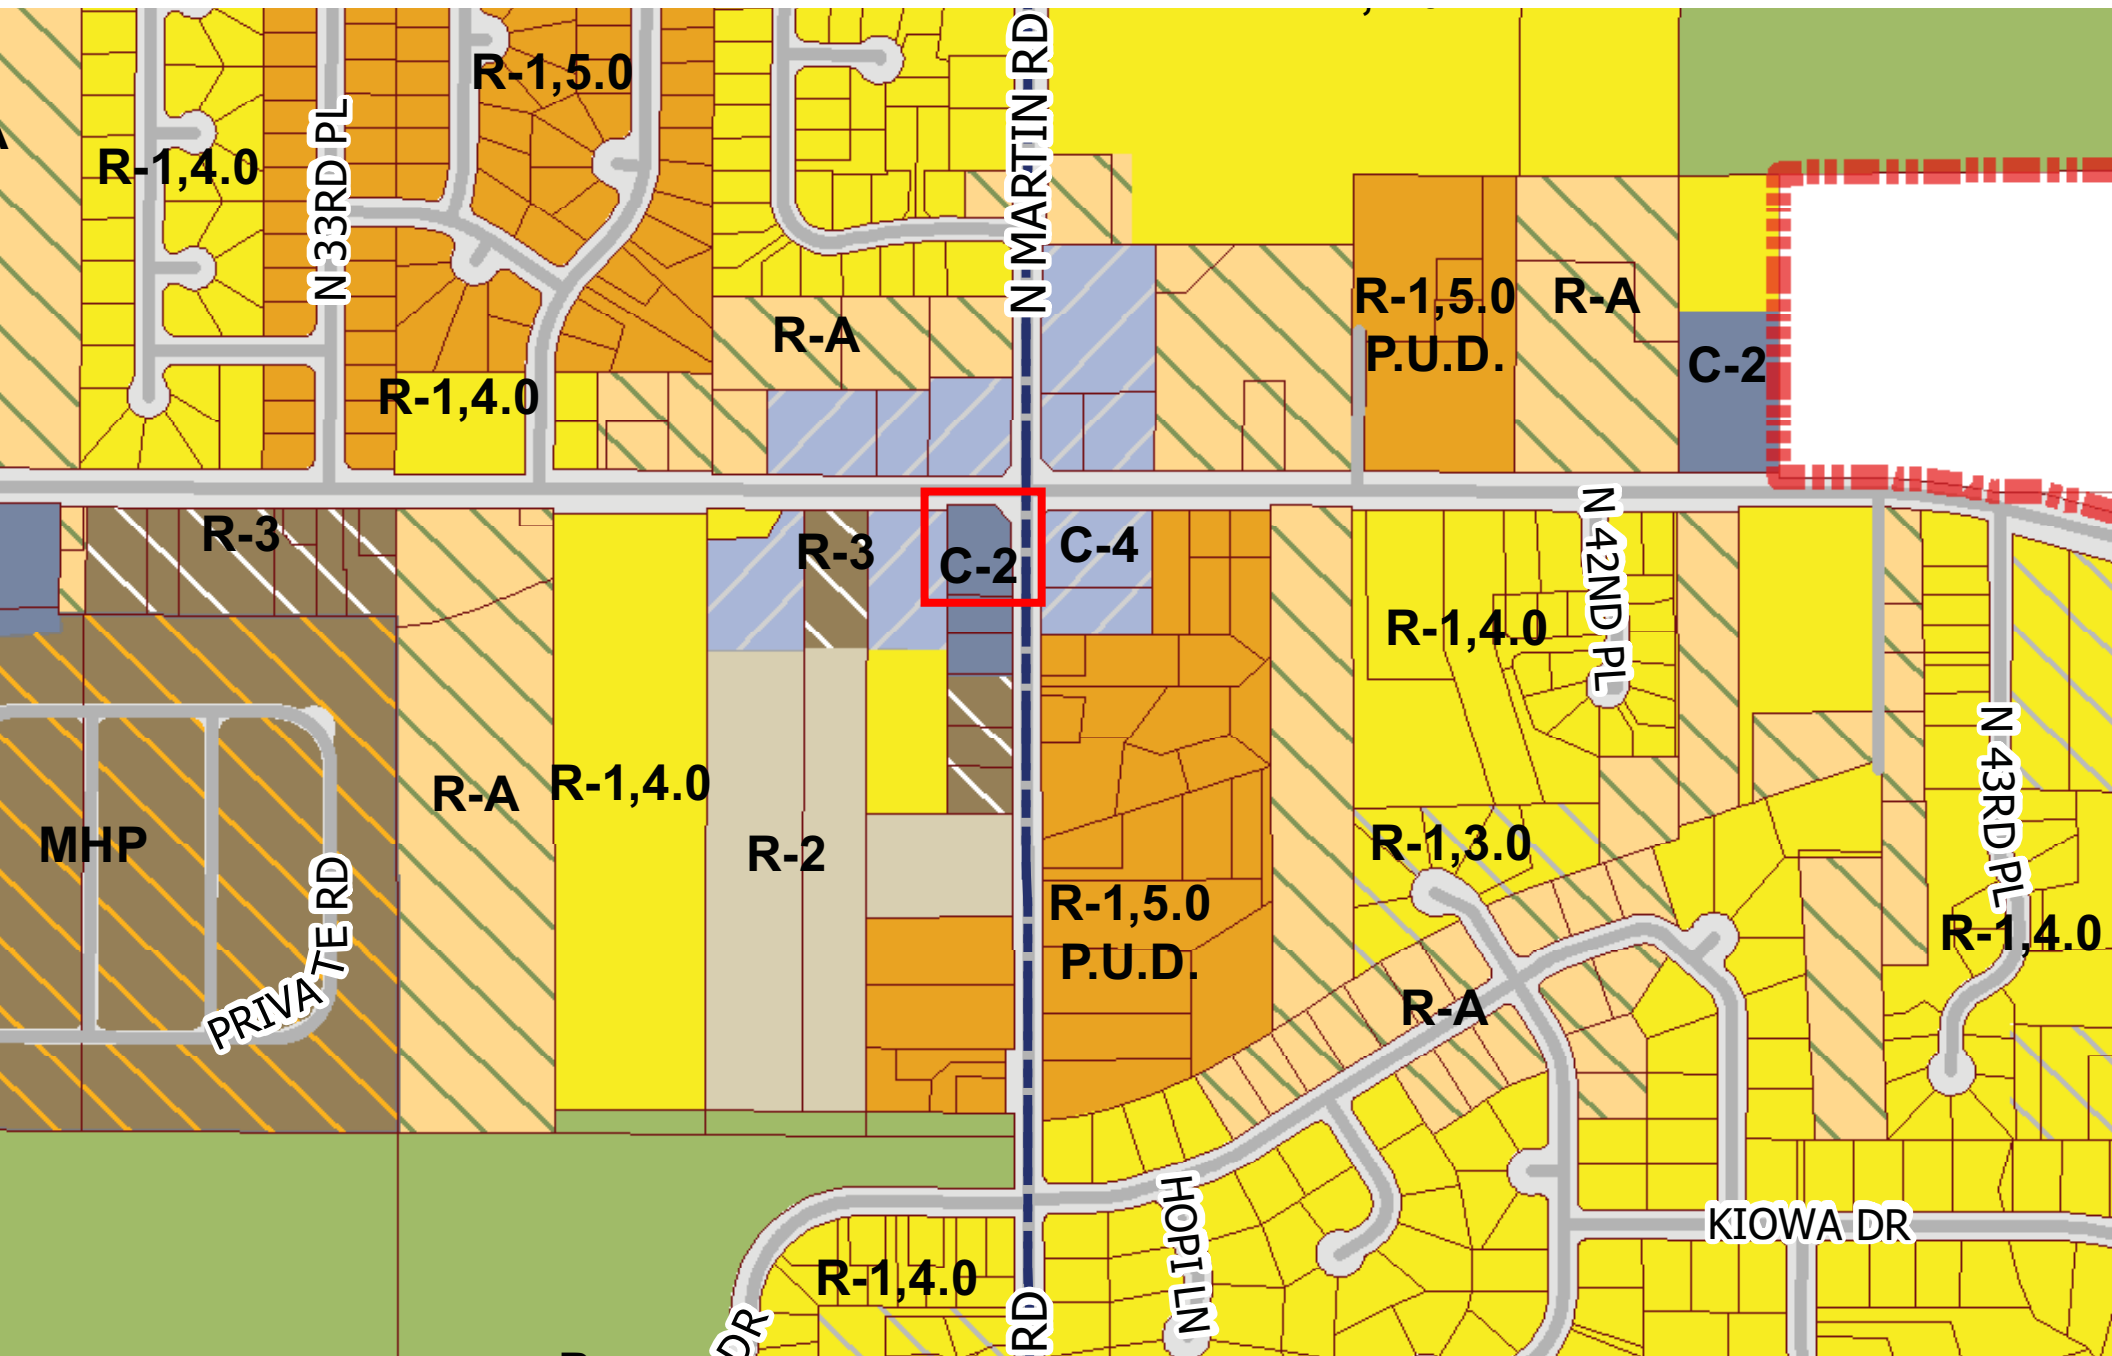 R-1,5.0
N MARTIN RD
R-1,4.0
N 33RD PL
R-1,5.0
P.U.D.
R-A
R-A
C-2
R-1,4.0
R-3
R-3
C-2
C-4
N 42ND PL
R-1,4.0
R-A
R-1,4.0
N 43RD PL
MHP
R-2
R-1,3.0
PRIVATE RD
R-1,5.0
P.U.D.
R-1,4.0
R-A
HOPI LN
KIOWA DR
R-1,4.0
RD
DR